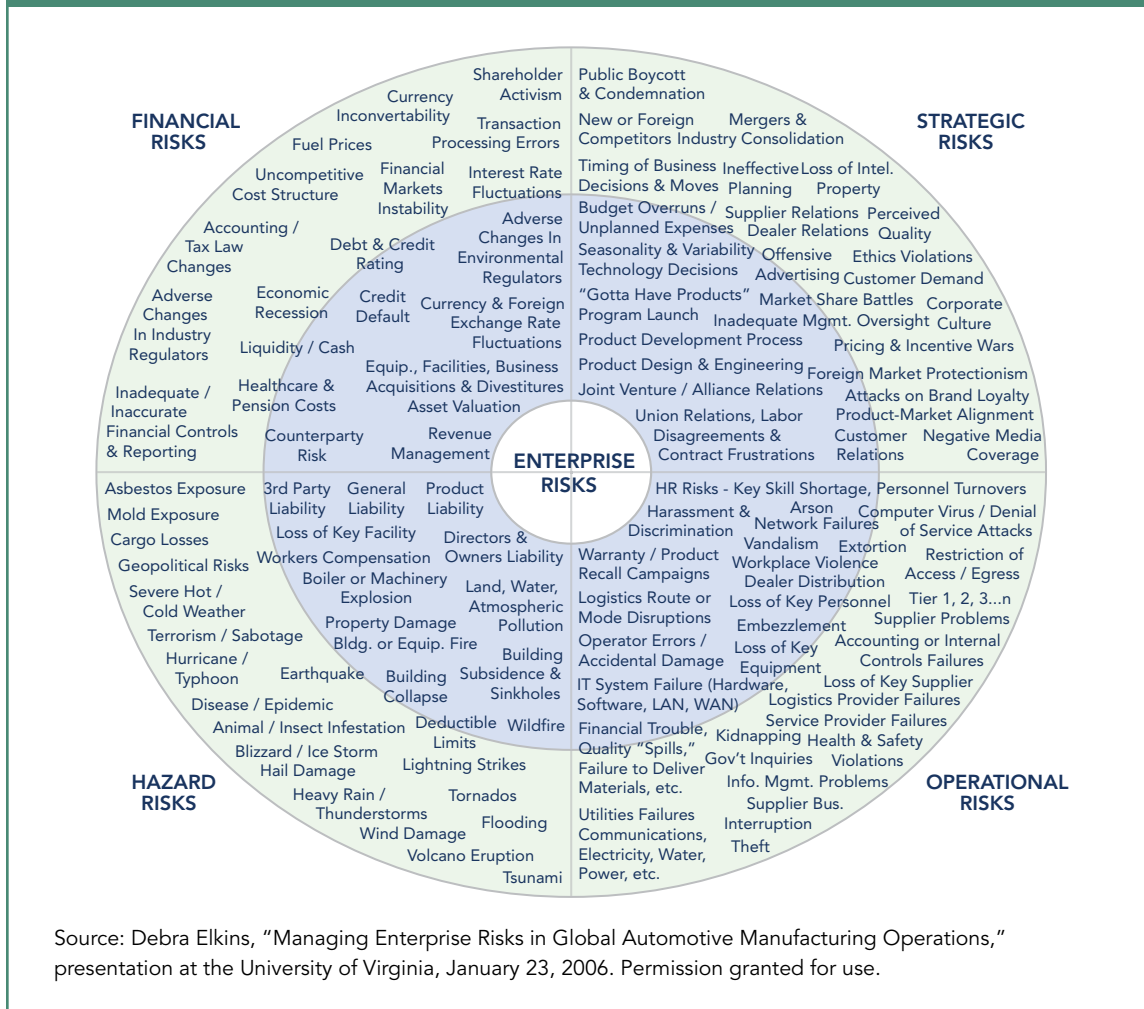 FINANCIAL
RISKS
Shareholder
Activism
Currency
Inconvertability
Transaction
Processing Errors
Fuel Prices
Financial
Markets
Instability
Interest Rate
Fluctuations
Uncompetitive
Cost Structure
Accounting /
Tax Law
Changes
Debt & Credit
Rating
Adverse
Changes In
Environmental
Regulators
Adverse
Changes
In Industry
Regulators
Economic
Recession
Credit
Default
Currency & Foreign
Exchange Rate
Fluctuations
Liquidity / Cash
Equip., Facilities, Business
Acquisitions & Divestitures
Asset Valuation
Inadequate /
Inaccurate
Financial Controls
& Reporting
Healthcare &
Pension Costs
Counterparty
Risk
Revenue
Management
STRATEGIC
RISKS
Public Boycott
& Condemnation
New or Foreign
Competitors
Mergers &
Industry Consolidation
Timing of Business
Decisions & Moves
Ineffective
Planning
Loss of Intel.
Property
Budget Overruns /
Unplanned Expenses
Supplier Relations
Dealer Relations
Perceived
Quality
Seasonality & Variability
Technology Decisions
Offensive
Advertising
Ethics Violations
Customer Demand
"Gotta Have Products"
Program Launch
Market Share Battles
Corporate
Culture
Inadequate Mgmt. Oversight
Product Development Process
Pricing & Incentive Wars
Product Design & Engineering
Foreign Market Protectionism
Joint Venture / Alliance Relations
Attacks on Brand Loyalty
Product-Market Alignment
Union Relations, Labor
Disagreements &
Contract Frustrations
Customer
Relations
Negative Media
Coverage
ENTERPRISE
RISKS
Asbestos Exposure
3rd Party
Liability
General
Liability
Product
Liability
Mold Exposure
Cargo Losses
Loss of Key Facility
Directors &
Owners Liability
Geopolitical Risks
Workers Compensation
Boiler or Machinery
Explosion
Land, Water,
Atmospheric
Pollution
Severe Hot /
Cold Weather
Property Damage
Bldg. or Equip. Fire
Terrorism / Sabotage
Hurricane /
Typhoon
Earthquake
Building
Collapse
Building
Subsidence &
Sinkholes
Disease / Epidemic
Animal / Insect Infestation
Deductible
Limits
Wildfire
Blizzard / Ice Storm
Hail Damage
Lightning Strikes
Heavy Rain /
Thunderstorms
Wind Damage
Tornados
Flooding
Volcano Eruption
Tsunami
HAZARD
RISKS
HR Risks - Key Skill Shortage, Personnel Turnovers
Harassment &
Discrimination
Arson
Network Failures
Computer Virus / Denial
of Service Attacks
Vandalism
Extortion
Warranty / Product
Recall Campaigns
Workplace Violence
Dealer Distribution
Restriction of
Access / Egress
Logistics Route or
Mode Disruptions
Loss of Key Personnel
Tier 1, 2, 3...n
Supplier Problems
Embezzlement
Operator Errors /
Accidental Damage
Loss of Key
Equipment
Accounting or Internal
Controls Failures
IT System Failure (Hardware,
Software, LAN, WAN)
Loss of Key Supplier
Logistics Provider Failures
Service Provider Failures
Financial Trouble,
Quality "Spills,"
Failure to Deliver
Materials, etc.
Kidnapping
Health & Safety
Violations
Gov't Inquiries
Info. Mgmt. Problems
Supplier Bus.
Interruption
Theft
Utilities Failures
Communications,
Electricity, Water,
Power, etc.
OPERATIONAL
RISKS
Source: Debra Elkins, "Managing Enterprise Risks in Global Automotive Manufacturing Operations,"
presentation at the University of Virginia, January 23, 2006. Permission granted for use.